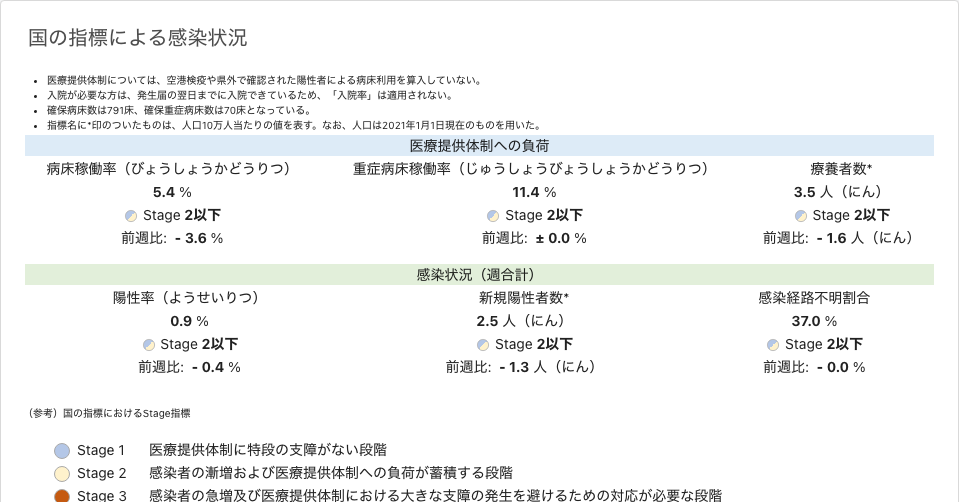 国の指標による感染状況
医療提供体制については、空港検疫や県外で確認された陽性者による病床利用を算入していない。
入院が必要な方は、発生届の翌日までに入院できているため、「入院率」は適用されない。
確保病床数は791床、確保重症病床数は70床となっている。
指標名に*印のついたものは、人口10万人当たりの値を表す。なお、人口は2021年1月1日現在のものを用いた。
医療提供体制への負荷
病床稼働率（びょうしょうかどうりつ） 重症病床稼働率（じゅうしょうびょうしょうかどうりつ） 療養者数*
5.4 % 11.4 % 3.5 人（にん）
Stage 2以下 Stage 2以下 Stage 2以下
前週比: - 3.6 % 前週比: ± 0.0 % 前週比: - 1.6 人（にん）
感染状況（週合計）
陽性率（ようせいりつ） 新規陽性者数* 感染経路不明割合
0.9 % 2.5 人（にん） 37.0 %
Stage 2以下 Stage 2以下 Stage 2以下
前週比: - 0.4 % 前週比: - 1.3 人（にん） 前週比: - 0.0 %
（参考）国の指標におけるStage指標
Stage 1 医療提供体制に特段の支障がない段階
Stage 2 感染者の漸増および医療提供体制への負荷が蓄積する段階
Stage 3 感染者の急増及び医療提供体制における大きな支障の発生を避けるための対応が必要な段階